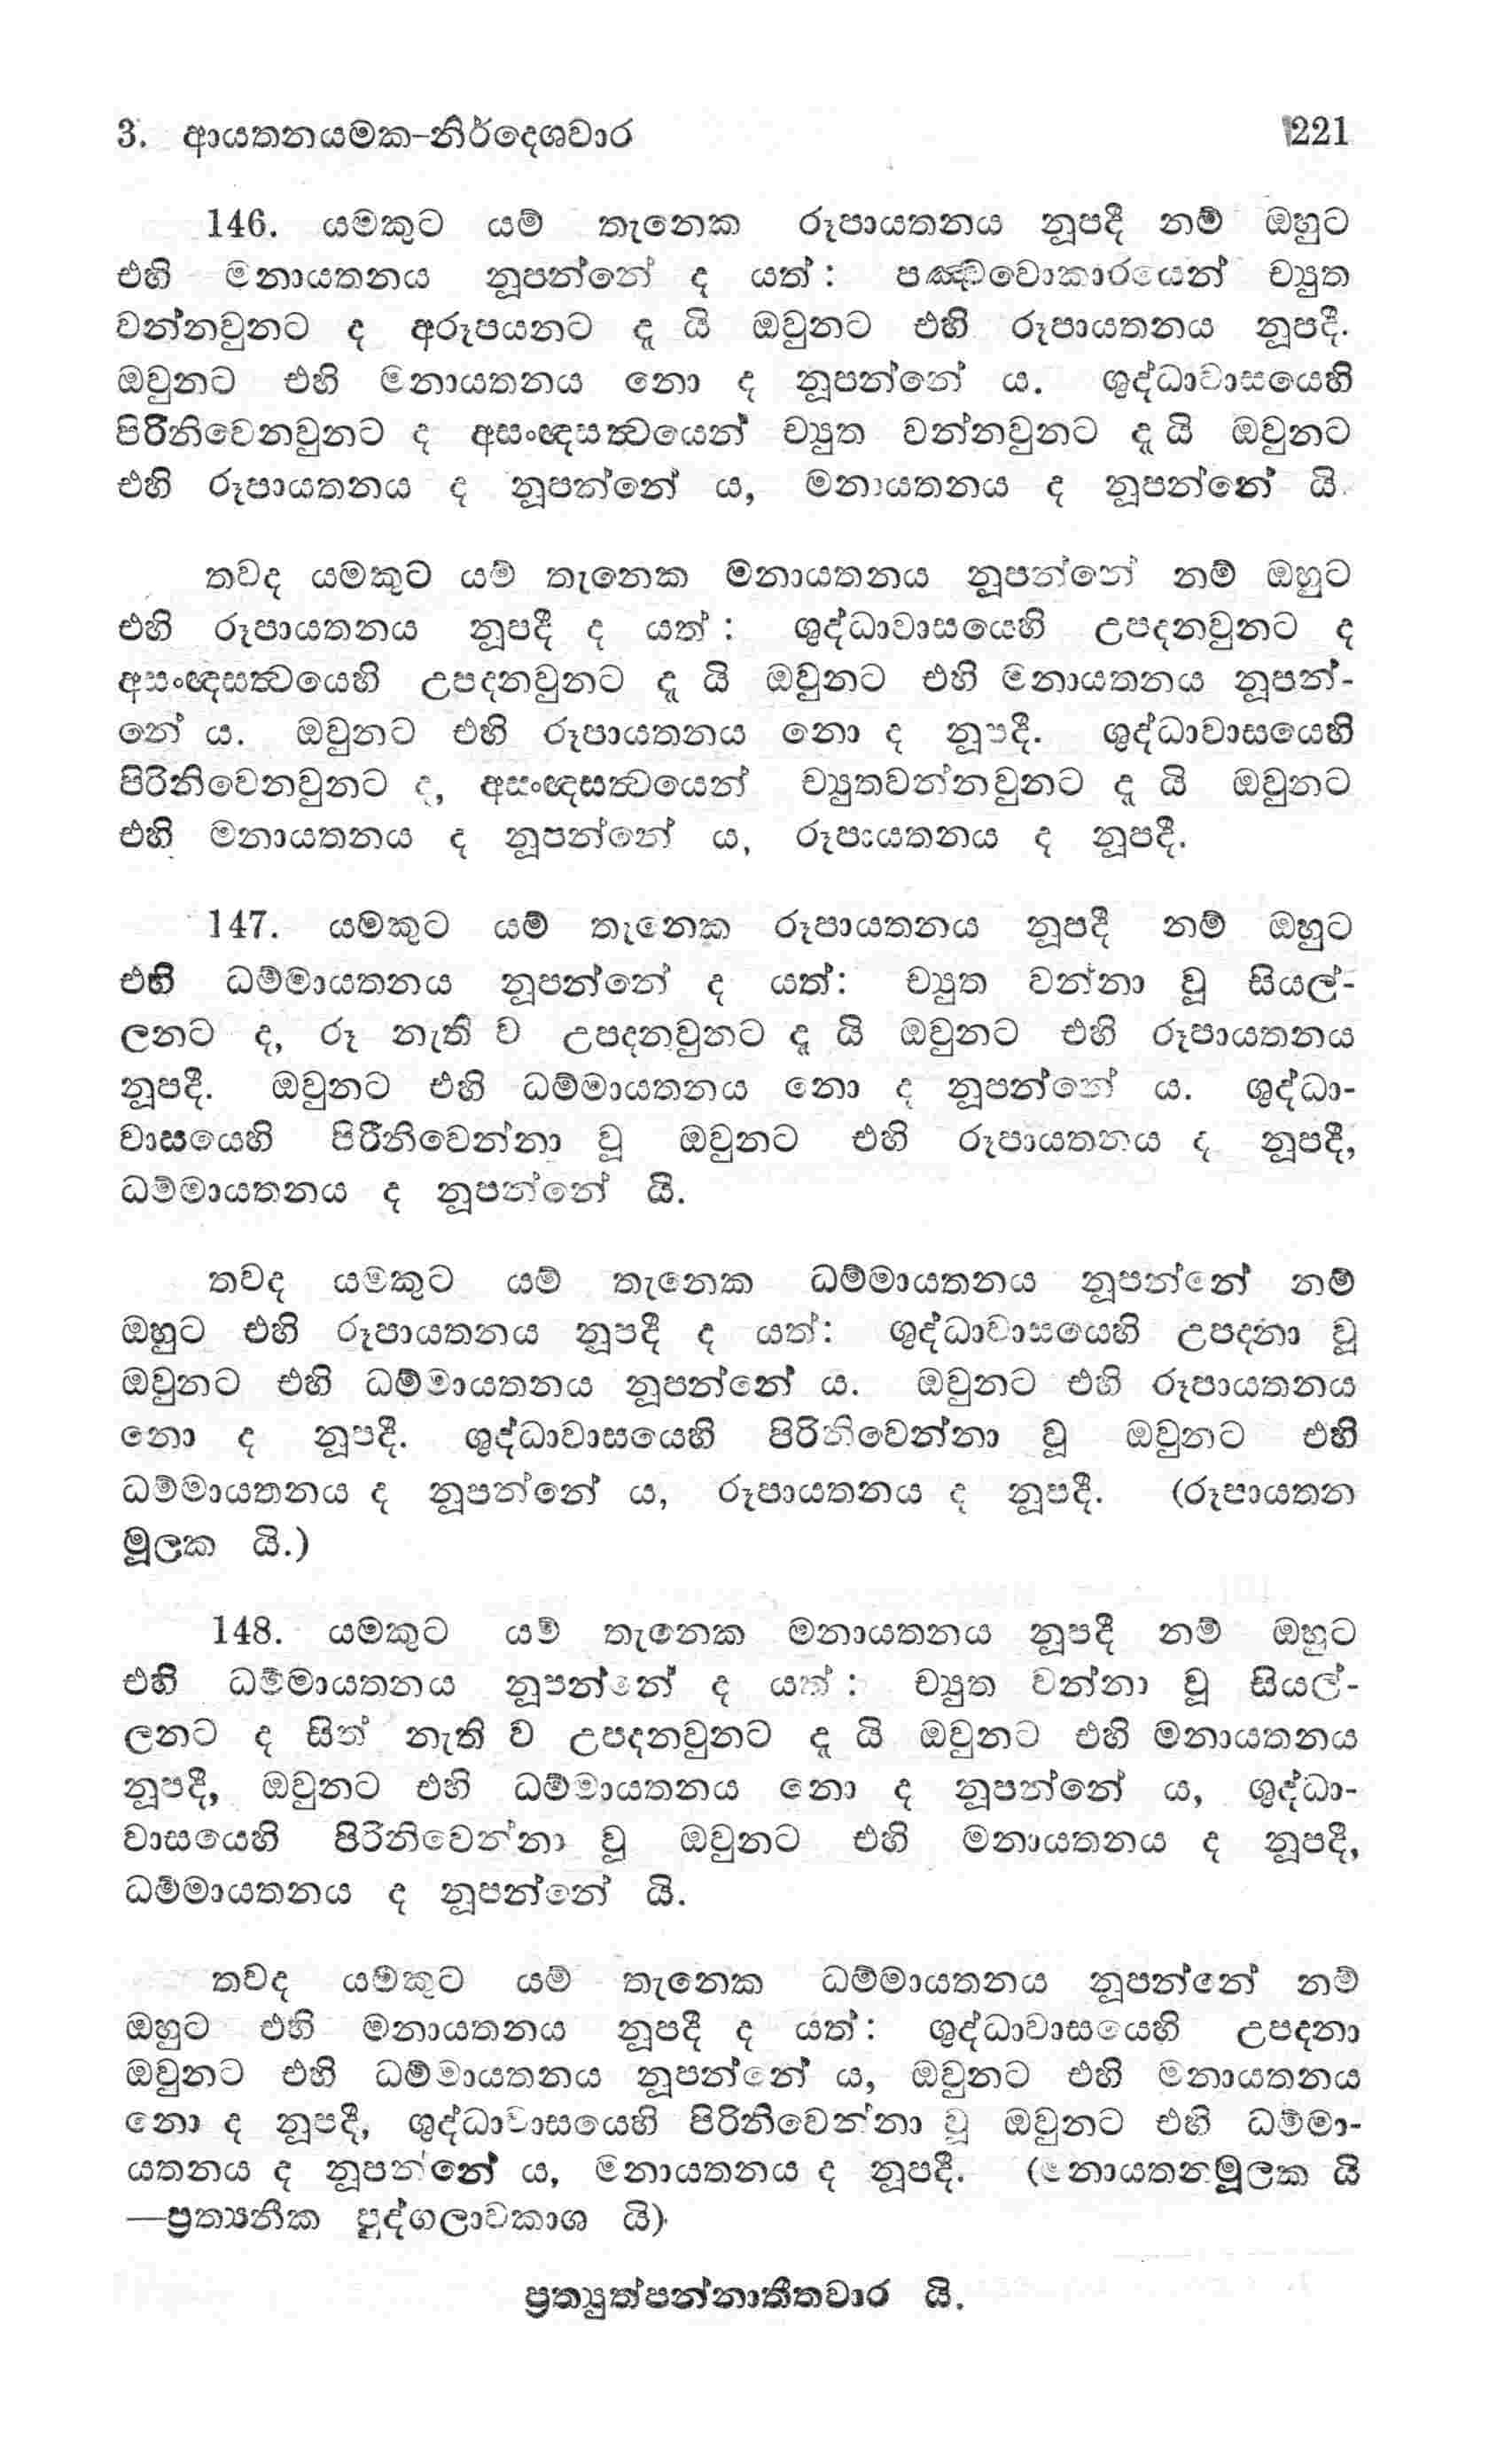 3. ආයතනයමක-නිර්දෙශවාර 221
146. යමකුට යම් තැනෙක රූපායතනය නූපදී නම් ඔහුට
එහි මනායතනය නූපන්නේ ද යත් : පඤ්චවොකාරයෙන් ච්‍යුත
වන්නවුනට ද අරූපයනට දූ යි ඔවුනට එහි රූපායතනය නූපදී.
ඔවුනට එහි මනායතනය නො ද නූපන්නේ ය. ශුද්ධාවාසයෙහි
පිරිනිවෙනවුනට ද අසංඥසත්‍වයෙන් ච්‍යුත වන්නවුනට දූ යි ඔවුනට
එහි රූපායතනය ද නූපන්නේ ය, මනායතනය ද නූපන්නේ යි.
තවද යමකුට යම් තැනෙක මනායතනය නූපන්නේ නම් ඔහුට
එහි රූපායතනය නූපදී ද යත් : ශුද්ධාවාසයෙහි උපදනවුනට ද
අසංඥසත්‍වයෙහි උපදනවුනට දූ යි ඔවුනට එහි මනායතනය නූපන්-
නේ ය. ඔවුනට එහි රූපායතනය නො ද නූපදී. ශුද්ධාවාසයෙහි
පිරිනිවෙනවුනට ද, අසංඥසත්‍වයෙන් ච්‍යුතවන්නවුනට දූ යි ඔවුනට
එහි මනායතනය ද නූපන්නේ ය, රූපායතනය ද නූපදී.
147. යමකුට යම් තැනෙක රූපායතනය නූපදී නම් ඔහුට
එහි ධම්මායතනය නූපන්නේ ද යත්: ච්‍යුත වන්නා වූ සියල්-
ලනට ද, රූ නැති ව උපදනවුනට දූ යි ඔවුනට එහි රූපායතනය
නූපදී. ඔවුනට එහි ධම්මායතනය නො ද නූපන්නේ ය. ශුද්ධා-
වාසයෙහි පිරිනිවෙන්නා වූ ඔවුනට එහි රූපායතනය ද නූපදී,
ධම්මායතනය ද නූපන්නේ යි.
තවද යමකුට යම් තැනෙක ධම්මායතනය නූපන්නේ නම්
ඔහුට එහි රූපායතනය නූපදී ද යත්: ශුද්ධාවාසයෙහි උපදනා වූ
ඔවුනට එහි ධම්මායතනය නූපන්නේ ය. ඔවුනට එහි රූපායතනය
නො ද නූපදී. ශුද්ධාවාසයෙහි පිරිනිවෙන්නා වූ ඔවුනට එහි
ධම්මායතනය ද නූපන්නේ ය, රූපායතනය ද නූපදී. (රූපායතන
මූලක යි.)
148. යමකුට යම් තැනෙක මනායතනය නූපදී නම් ඔහුට
එහි ධම්මායතනය නූපන්නේ ද යත් : ච්‍යුත වන්නා වූ සියල්-
ලනට ද සිත් නැති ව උපදනවුනට දූ යි ඔවුනට එහි මනායතනය
නූපදී, ඔවුනට එහි ධම්මායතනය නො ද නූපන්නේ ය, ශුද්ධා-
වාසයෙහි පිරිනිවෙන්නා වූ ඔවුනට එහි මනායතනය ද නූපදී,
ධම්මායතනය ද නූපන්නේ යි.
තවද යමකුට යම් තැනෙක ධම්මායතනය නූපන්නේ නම්
ඔහුට එහි මනායතනය නූපදී ද යත්: ශුද්ධාවාසයෙහි උපදනා
ඔවුනට එහි ධම්මායතනය නූපන්නේ ය, ඔවුනට එහි මනායතනය
නො ද නූපදී, ශුද්ධාවාසයෙහි පිරිනිවෙන්නා වූ ඔවුනට එහි ධම්මා-
යතනය ද නූපන්නේ ය, මනායතනය ද නූපදී. (මනොයතනමූලක යි
—ප්‍රත්‍යනීක පුද්ගලාවකාශ යි)
ප්‍රත්‍යුත්පන්නාතීතවාර යි.